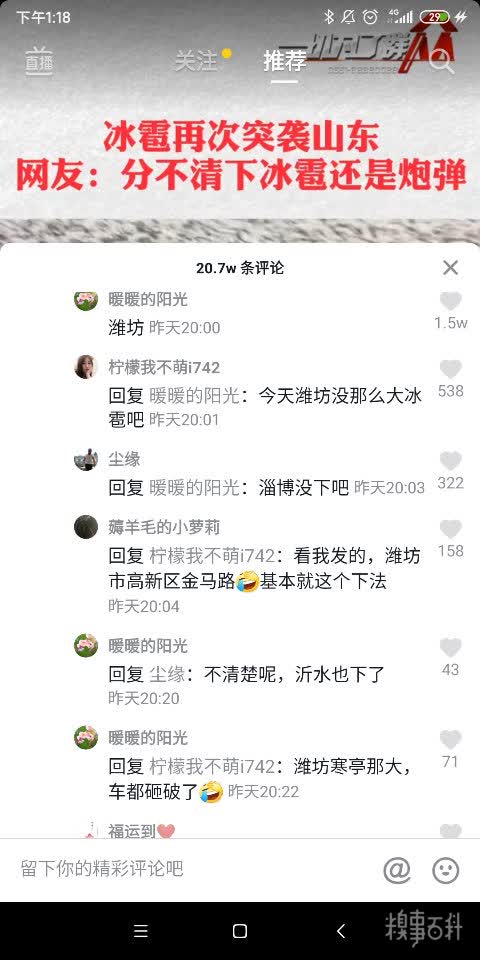 下午1:18
4G
29
直播
关注
推荐
冰雹再次突袭山东
网友：分不清下冰雹还是炮弹
20.7w 条评论
暖暖的阳光
潍坊 昨天20:00
1.5w
柠檬我不萌i742
回复 暖暖的阳光：今天潍坊没那么大冰
雹吧 昨天20:01
538
尘缘
回复 暖暖的阳光：淄博没下吧 昨天20:03
322
薅羊毛的小萝莉
回复 柠檬我不萌i742：看我发的，潍坊
市高新区金马路🤣基本就这个下法
昨天20:04
158
暖暖的阳光
回复 尘缘：不清楚呢，沂水也下了
昨天20:20
43
暖暖的阳光
回复 柠檬我不萌i742：潍坊寒亭那大，
车都砸破了🤣 昨天20:22
71
福运到❤️
留下你的精彩评论吧
@
糗事百科